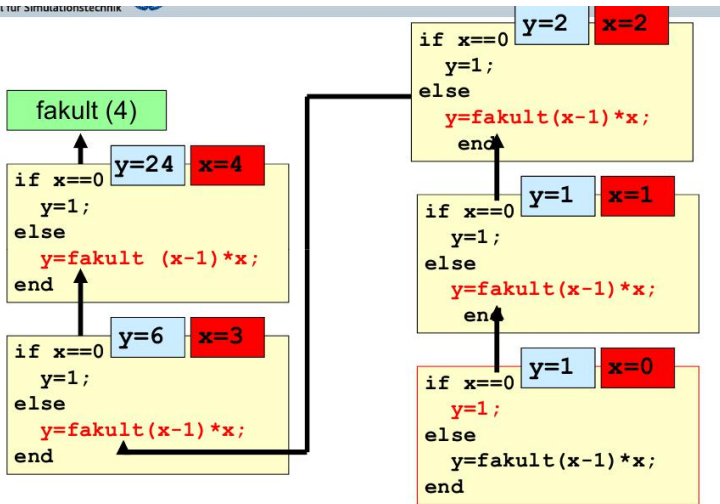 l für Simulationstechnik
fakult (4)
y=24 x=4
if x==0
y=1;
else
y=fakult (x-1)*x;
end
y=6 x=3
if x==0
y=1;
else
y=fakult(x-1)*x;
end
y=2 x=2
if x==0
y=1;
else
y=fakult(x-1)*x;
end
y=1 x=1
if x==0
y=1;
else
y=fakult(x-1)*x;
end
y=1 x=0
if x==0
y=1;
else
y=fakult(x-1)*x;
end